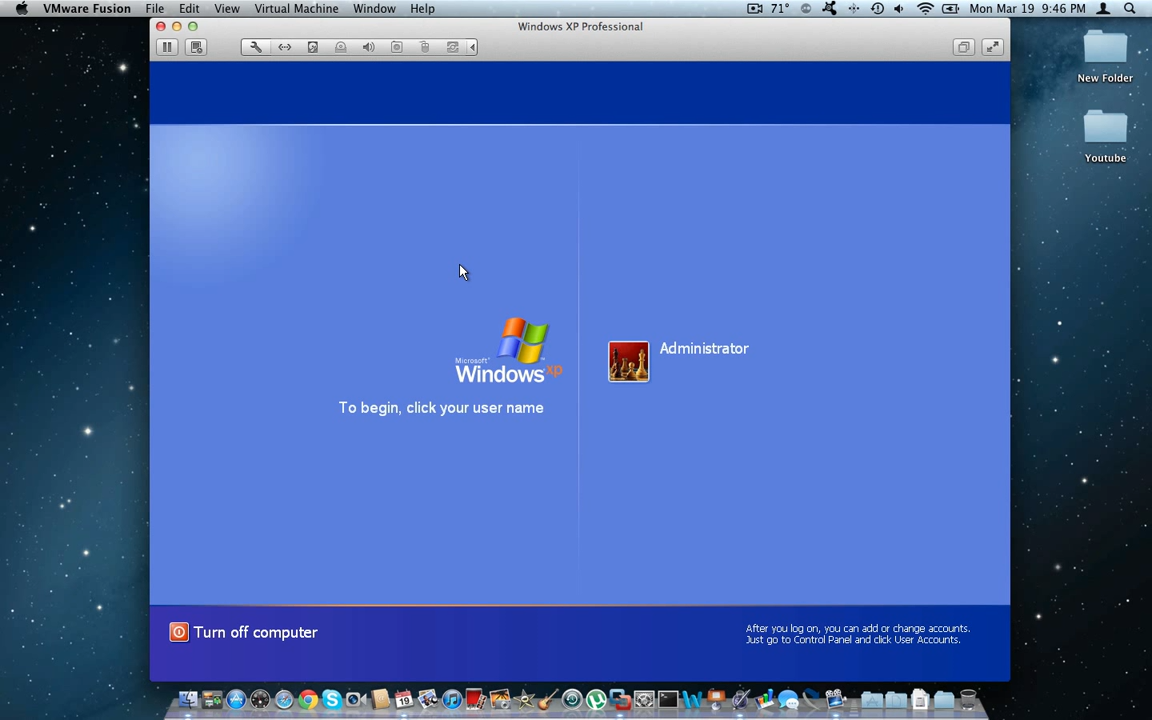 VMware Fusion File Edit View Virtual Machine Window Help 71° Mon Mar 19 9:46 PM
Windows XP Professional
New Folder
Youtube
Administrator
Microsoft
Windows xp
To begin, click your user name
Turn off computer
After you log on, you can add or change accounts.
Just go to Control Panel and click User Accounts.
19
W